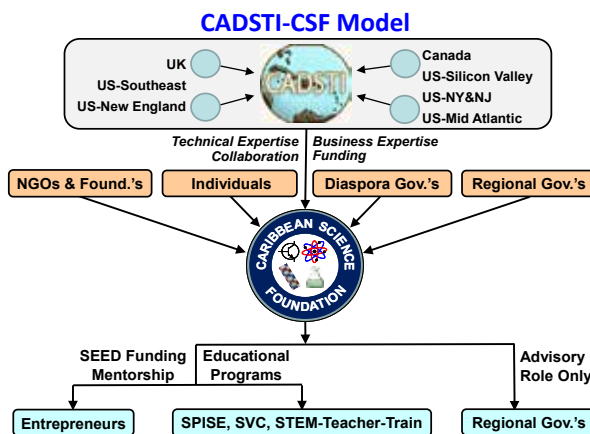 CADSTI-CSF Model
UK
US-Southeast
US-New England
CADSTI
Canada
US-Silicon Valley
US-NY&NJ
US-Mid Atlantic
Technical Expertise
Collaboration
Business Expertise
Funding
NGOs & Found.'s
Individuals
Diaspora Gov.'s
Regional Gov.'s
CARIBBEAN SCIENCE
FOUNDATION
SEED Funding
Mentorship
Educational
Programs
Advisory
Role Only
Entrepreneurs
SPISE, SVC, STEM-Teacher-Train
Regional Gov.'s